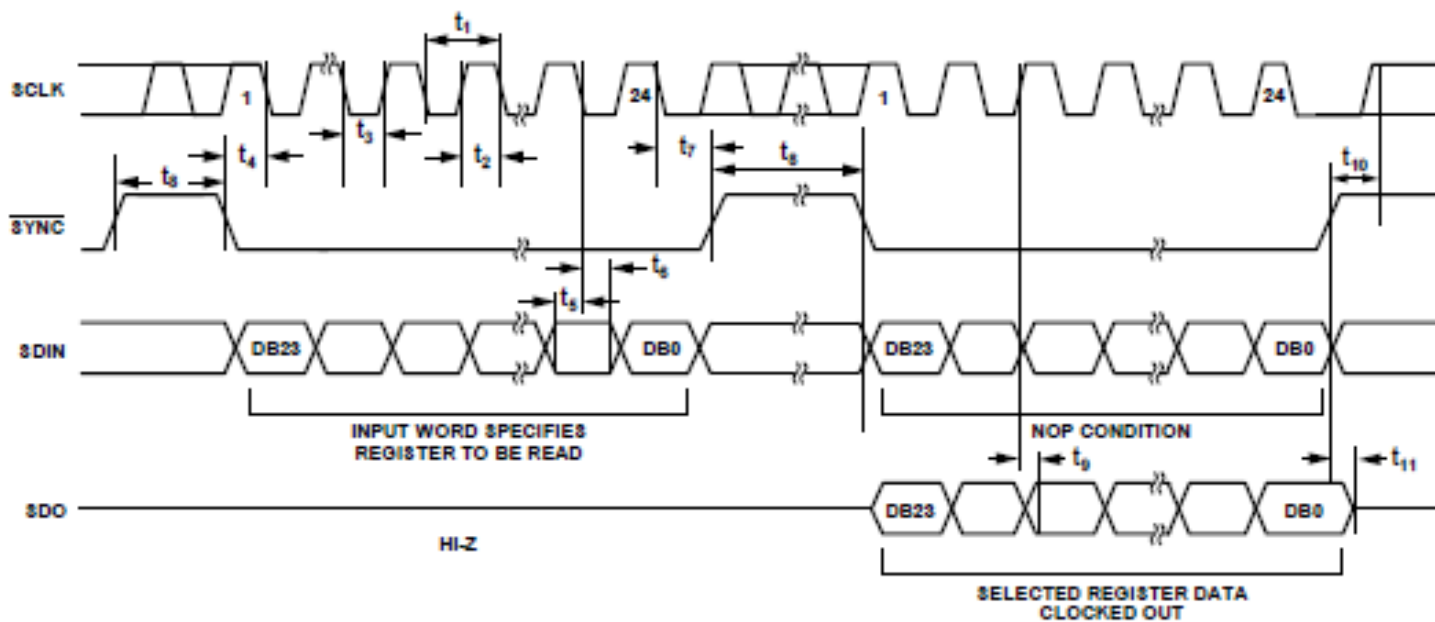 t1
SCLK
1
24
1
24
t4
t3
t2
t7
t8
t10
t8
SYNC
t6
t5
SDIN
DB23
DB0
DB23
DB0
INPUT WORD SPECIFIES
REGISTER TO BE READ
NOP CONDITION
t9
t11
SDO
DB23
DB0
HI-Z
SELECTED REGISTER DATA
CLOCKED OUT